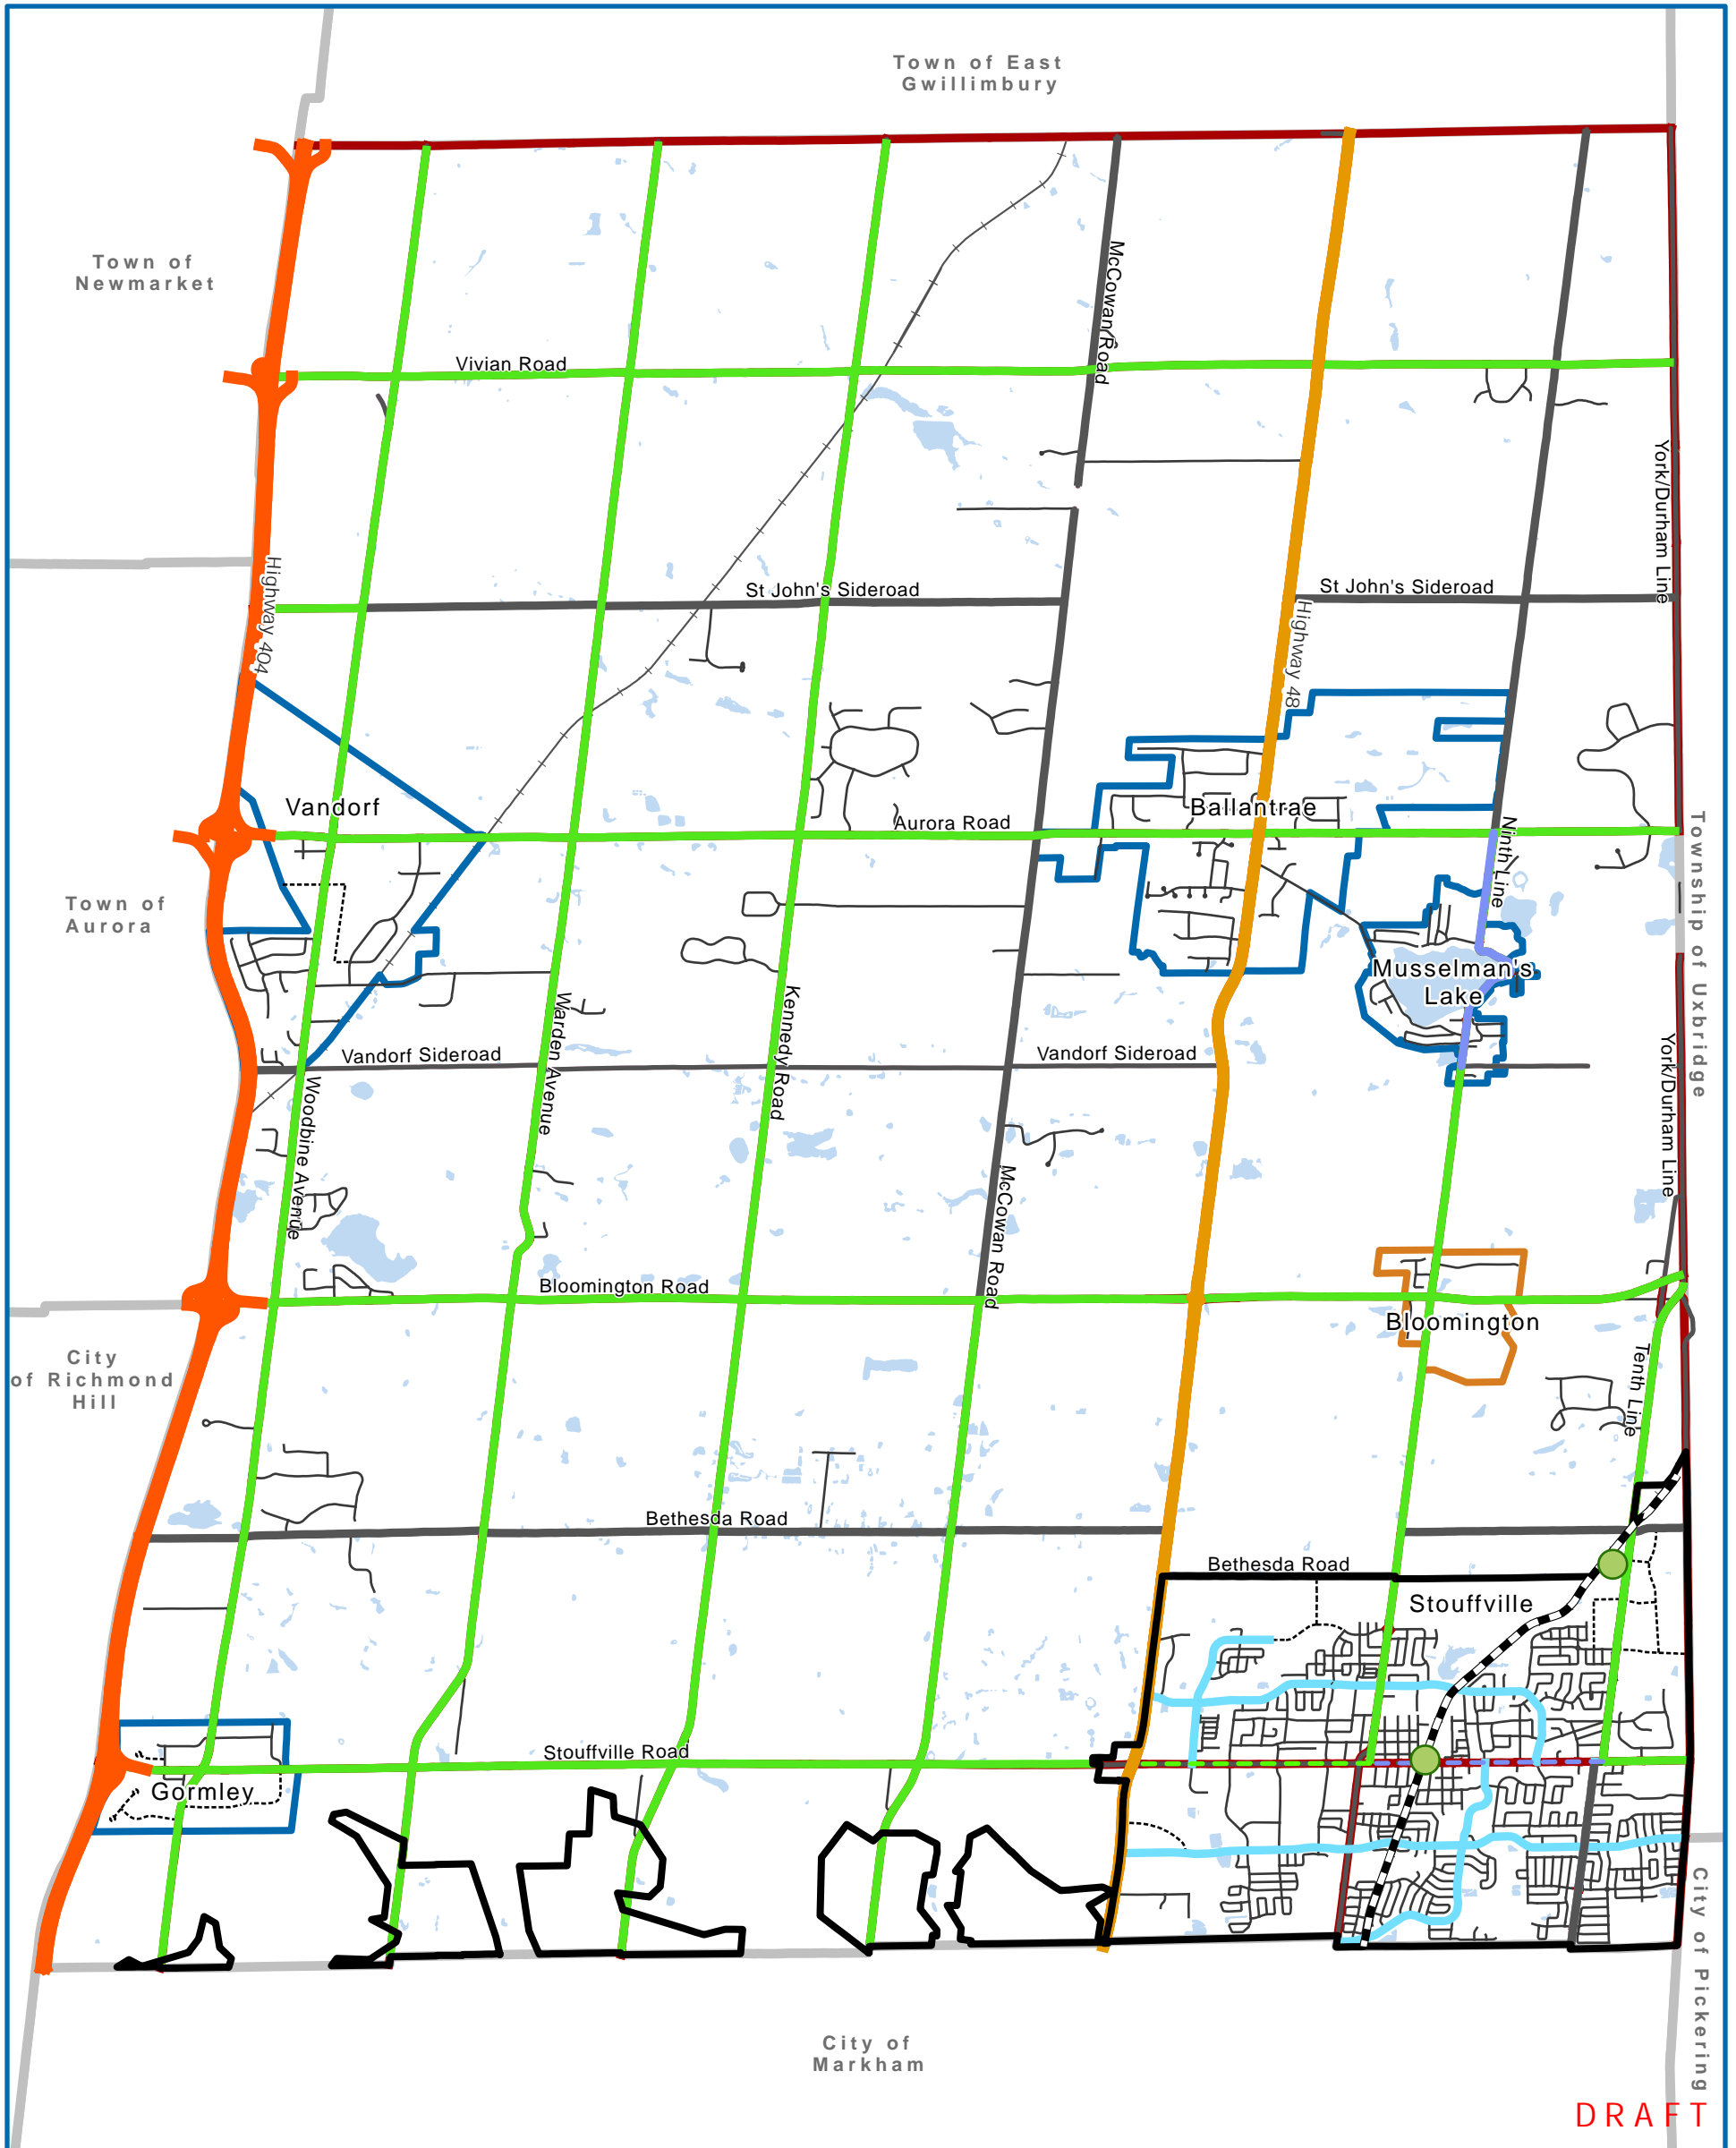 Town of East
Gwillimbury
Town of
Newmarket
McCowan Road
Vivian Road
York/Durham Line
Highway 404
St John's Sideroad
St John's Sideroad
Highway 48
Vandorf
Ballantrae
Aurora Road
Ninth Line
Township of Uxbridge
Town of
Aurora
Musselman's
Lake
Warden Avenue
Kennedy Road
Vandorf Sideroad
Vandorf Sideroad
York/Durham Line
Woodbine Avenue
McCowan Road
Bloomington Road
Bloomington
City
of Richmond
Hill
Tenth Line
Bethesda Road
Bethesda Road
Stouffville
Stouffville Road
Gormley
City of Pickering
City of
Markham
DRAFT